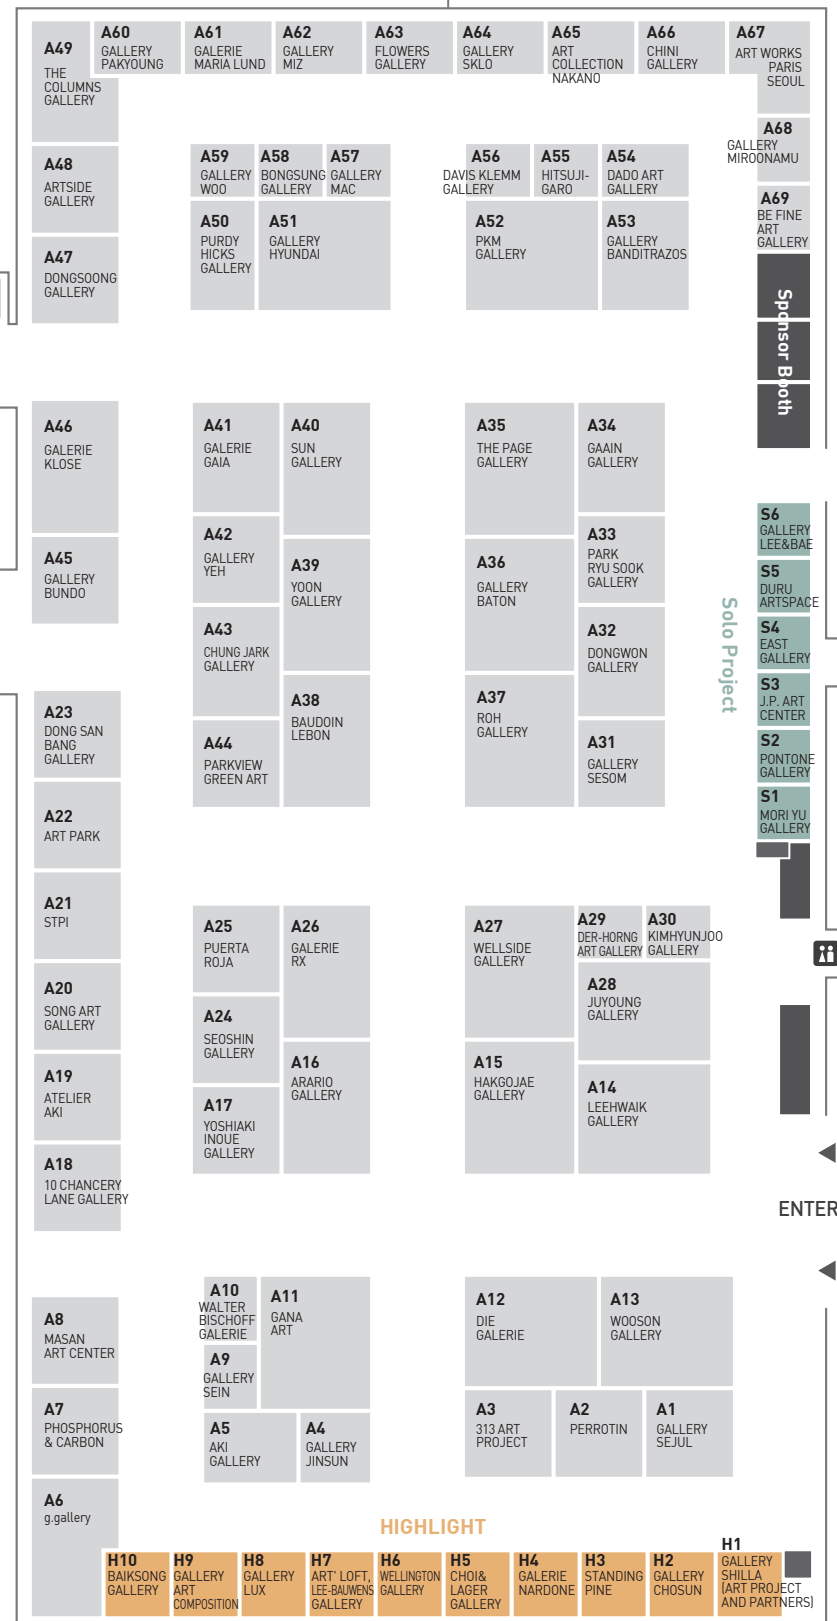 A49
THE
COLUMNS
GALLERY
A60
GALLERY
PAKYOUNG
A61
GALERIE
MARIA LUND
A62
GALLERY
MIZ
A63
FLOWERS
GALLERY
A64
GALLERY
SKLO
A65
ART
COLLECTION
NAKANO
A66
CHINI
GALLERY
A67
ART WORKS
PARIS
SEOUL
A48
ARTSIDE
GALLERY
A47
DONGSOONG
GALLERY
A59
GALLERY
WOO
A58
BONGSUNG
GALLERY
A57
GALLERY
MAC
A50
PURDY
HICKS
GALLERY
A51
GALLERY
HYUNDAI
A56
DAVIS KLEMM
GALLERY
A55
HITSUJI-
GARO
A54
DADO ART
GALLERY
A52
PKM
GALLERY
A53
GALLERY
BANDITRAZOS
A68
GALLERY
MIROONAMU
A69
BE FINE
ART
GALLERY
Sponsor Booth
A46
GALERIE
KLOSE
A45
GALLERY
BUNDO
A41
GALERIE
GAIA
A40
SUN
GALLERY
A42
GALLERY
YEH
A39
YOON
GALLERY
A43
CHUNG JARK
GALLERY
A38
BAUDOIN
LEBON
A44
PARKVIEW
GREEN ART
A35
THE PAGE
GALLERY
A34
GAAIN
GALLERY
A36
GALLERY
BATON
A33
PARK
RYU SOOK
GALLERY
A32
DONGWON
GALLERY
A37
ROH
GALLERY
A31
GALLERY
SESOM
Solo Project
S6
GALLERY
LEE&BAE
S5
DURU
ARTSPACE
S4
EAST
GALLERY
S3
J.P. ART
CENTER
S2
PONTONE
GALLERY
S1
MORI YU
GALLERY
A23
DONG SAN
BANG
GALLERY
A22
ART PARK
A21
STPI
A20
SONG ART
GALLERY
A19
ATELIER
AKI
A18
10 CHANCERY
LANE GALLERY
A25
PUERTA
ROJA
A26
GALERIE
RX
A24
SEOSHIN
GALLERY
A16
ARARIO
GALLERY
A17
YOSHIAKI
INOUE
GALLERY
A27
WELLSIDE
GALLERY
A29
DER-HORNG
ART GALLERY
A30
KIMHYUNJOO
GALLERY
A28
JUYOUNG
GALLERY
A15
HAKGOJAE
GALLERY
A14
LEEHWAIK
GALLERY
ENTER
A8
MASAN
ART CENTER
A7
PHOSPHORUS
& CARBON
A6
g.gallery
A10
WALTER
BISCHOFF
GALERIE
A11
GANA
ART
A9
GALLERY
SEIN
A5
AKI
GALLERY
A4
GALLERY
JINSUN
A12
DIE
GALERIE
A13
WOOSON
GALLERY
A3
313 ART
PROJECT
A2
PERROTIN
A1
GALLERY
SEJUL
HIGHLIGHT
H10
BAIKSONG
GALLERY
H9
GALLERY
ART
COMPOSITION
H8
GALLERY
LUX
H7
ART' LOFT,
LEE-BAUWENS
GALLERY
H6
WELLINGTON
GALLERY
H5
CHOI&
LAGER
GALLERY
H4
GALERIE
NARDONE
H3
STANDING
PINE
H2
GALLERY
CHOSUN
H1
GALLERY
SHILLA
(ART PROJECT
AND PARTNERS)